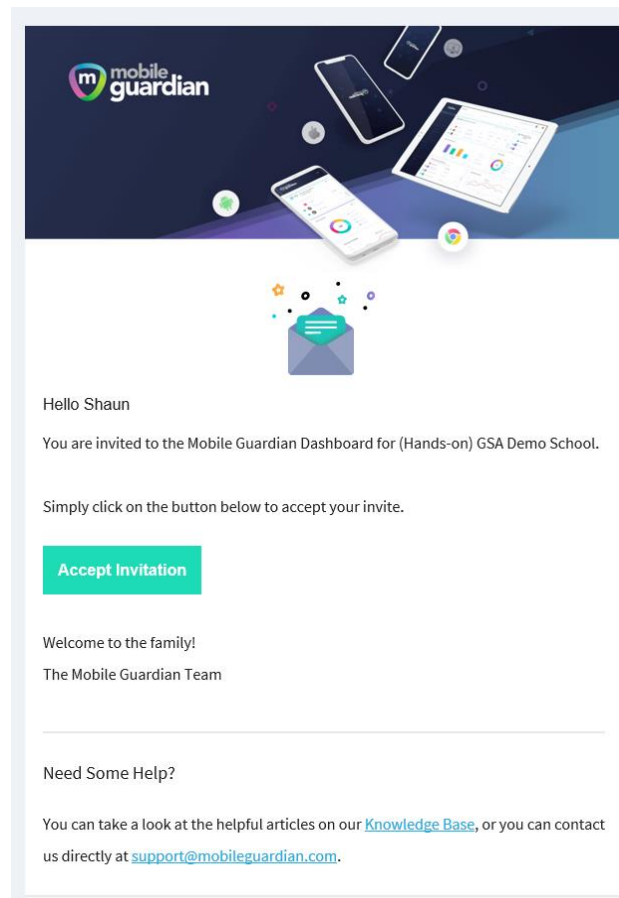 mobile
guardian
Hello Shaun
You are invited to the Mobile Guardian Dashboard for (Hands-on) GSA Demo School.
Simply click on the button below to accept your invite.
Accept Invitation
Welcome to the family!
The Mobile Guardian Team
Need Some Help?
You can take a look at the helpful articles on our Knowledge Base, or you can contact
us directly at support@mobileguardian.com.